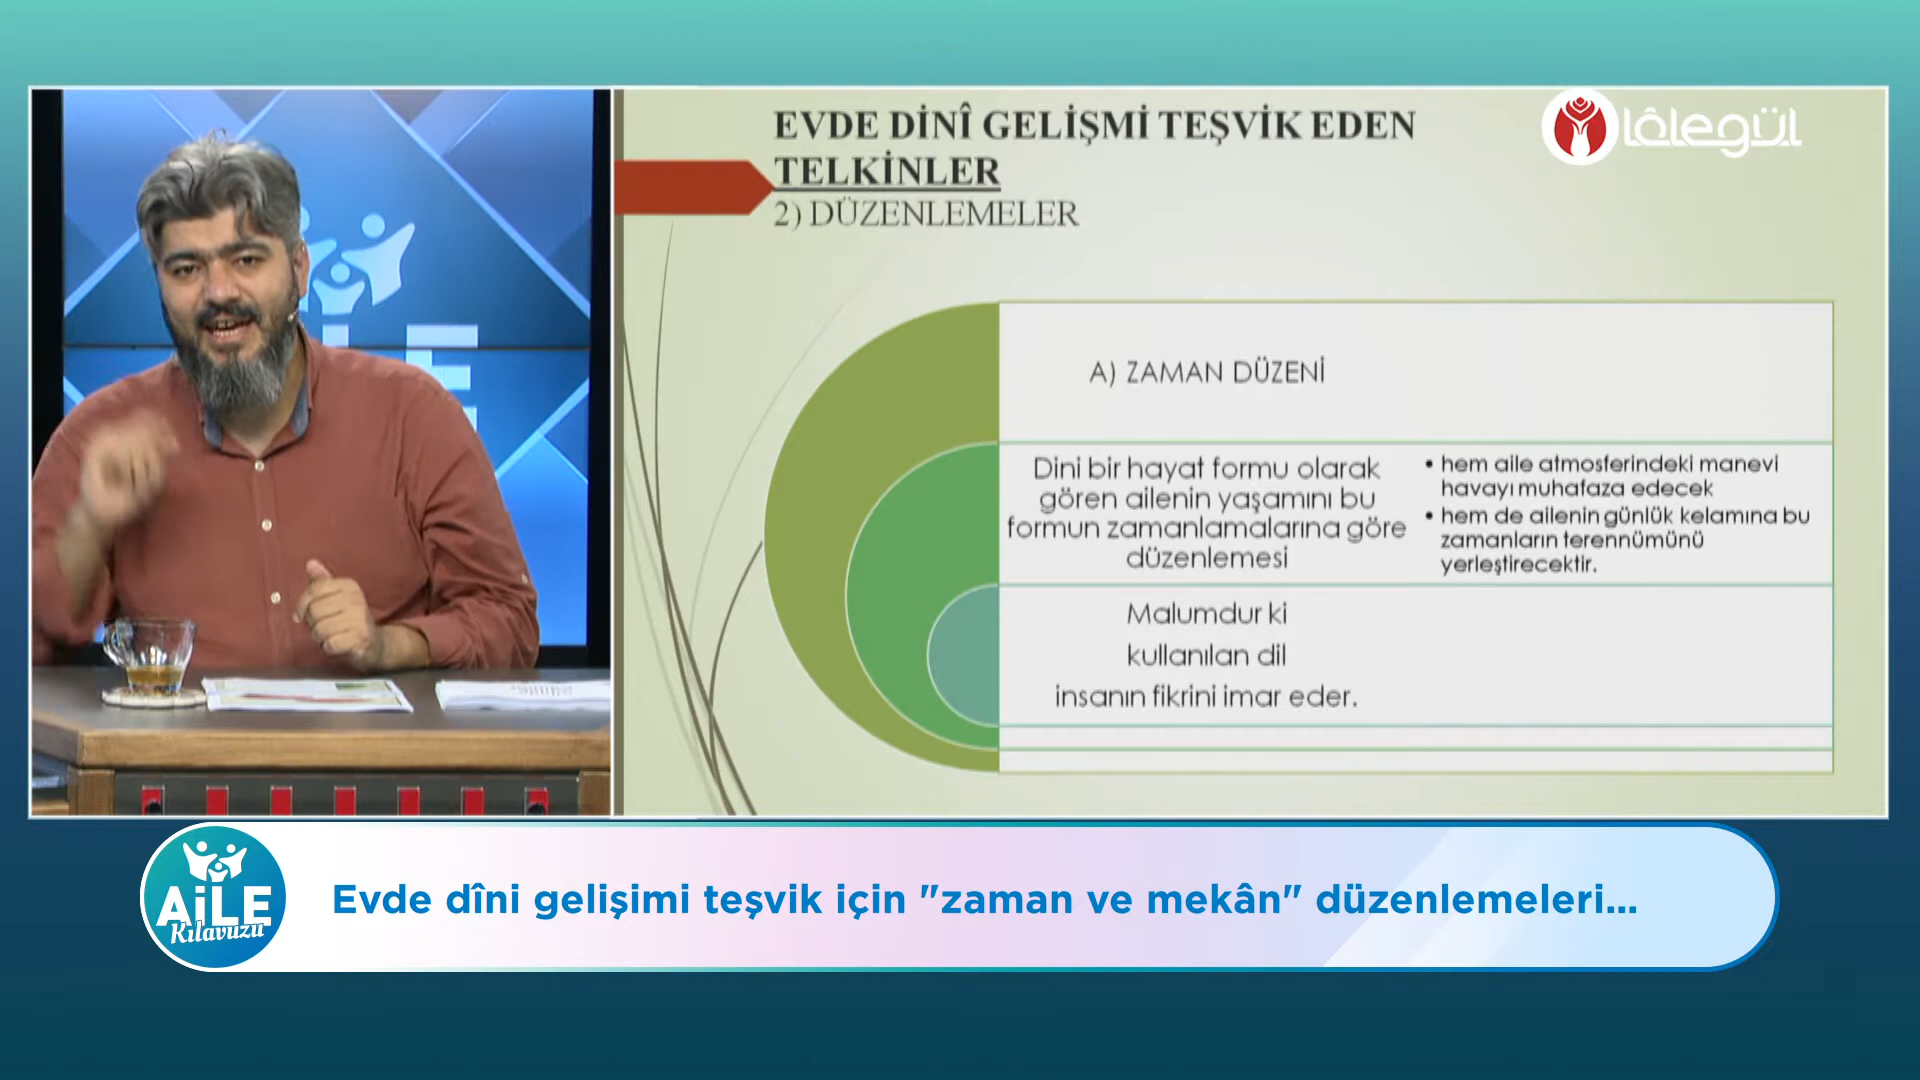 EVDE DİNÎ GELİŞMİ TEŞVİK EDEN
TELKİNLER
2) DÜZENLEMELER
lâlegül
A) ZAMAN DÜZENİ
Dini bir hayat formu olarak
gören ailenin yaşamını bu
formun zamanlamalarına göre
düzenlemesi
• hem aile atmosferindeki manevi
havayı muhafaza edecek
• hem de ailenin günlük kelamına bu
zamanların terennümünü
yerleştirecektir.
Malumdur ki
kullanılan dil
insanın fikrini imar eder.
AİLE
Kılavuzu
Evde dîni gelişimi teşvik için "zaman ve mekân" düzenlemeleri...